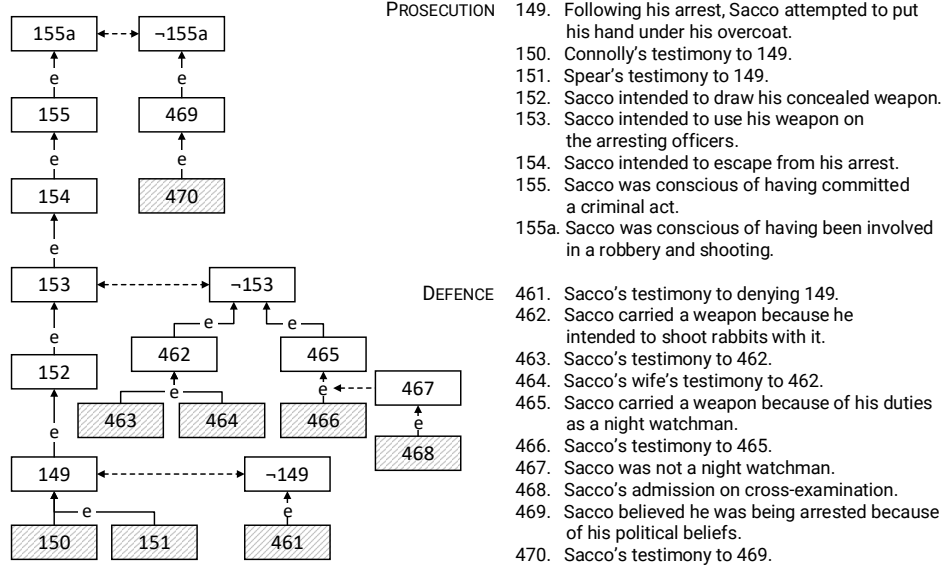 PROSECUTION
149. Following his arrest, Sacco attempted to put
his hand under his overcoat.
150. Connolly's testimony to 149.
151. Spear's testimony to 149.
152. Sacco intended to draw his concealed weapon.
153. Sacco intended to use his weapon on
the arresting officers.
154. Sacco intended to escape from his arrest.
155. Sacco was conscious of having committed
a criminal act.
155a. Sacco was conscious of having been involved
in a robbery and shooting.
DEFENCE
461. Sacco's testimony to denying 149.
462. Sacco carried a weapon because he
intended to shoot rabbits with it.
463. Sacco's testimony to 462.
464. Sacco's wife's testimony to 462.
465. Sacco carried a weapon because of his duties
as a night watchman.
466. Sacco's testimony to 465.
467. Sacco was not a night watchman.
468. Sacco's admission on cross-examination.
469. Sacco believed he was being arrested because
of his political beliefs.
470. Sacco's testimony to 469.
155a ¬155a
e e
155 469
e e
154 470
e
153 ¬153
e e e
462 465
152
e e 467
463 464 466
e e
468
149 ¬149
e e
150 151 461